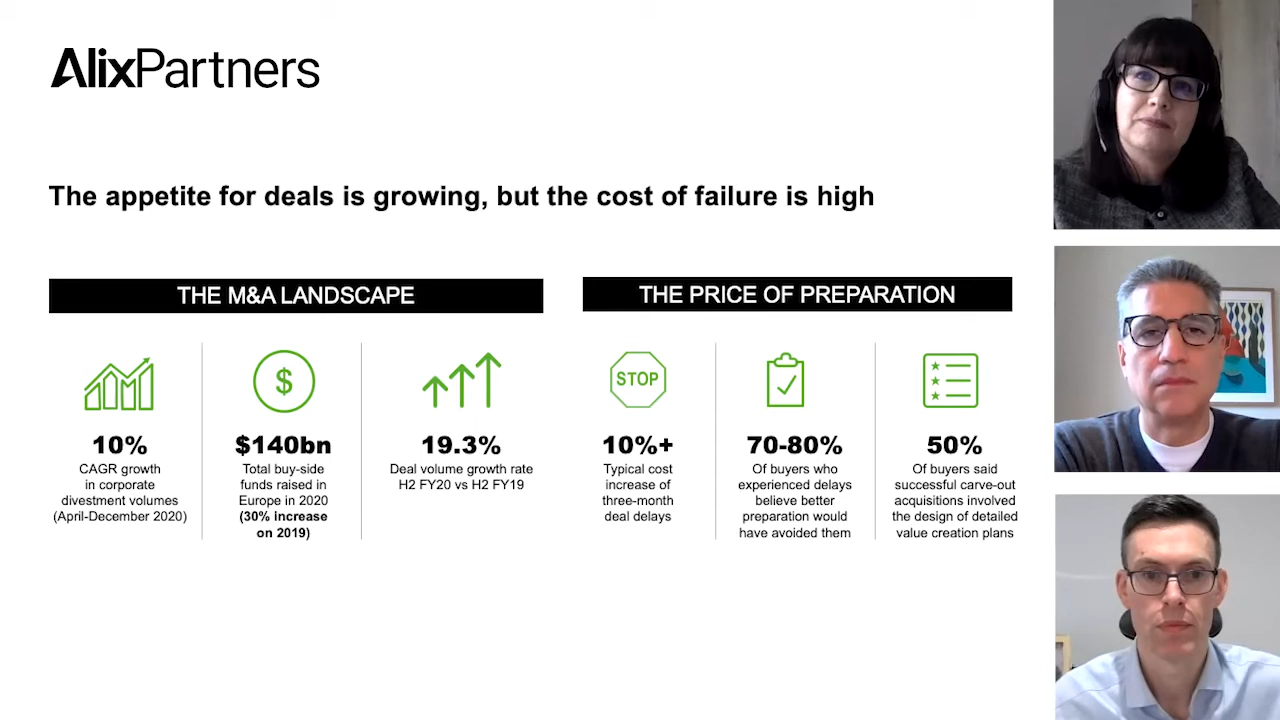 AlixPartners
The appetite for deals is growing, but the cost of failure is high
THE M&A LANDSCAPE
10%
CAGR growth
in corporate
divestment volumes
(April-December 2020)
$
$140bn
Total buy-side
funds raised in
Europe in 2020
(30% increase
on 2019)
19.3%
Deal volume growth rate
H2 FY20 vs H2 FY19
THE PRICE OF PREPARATION
STOP
10%+
Typical cost
increase of
three-month
deal delays
70-80%
Of buyers who
experienced delays
believe better
preparation would
have avoided them
50%
Of buyers said
successful carve-out
acquisitions involved
the design of detailed
value creation plans